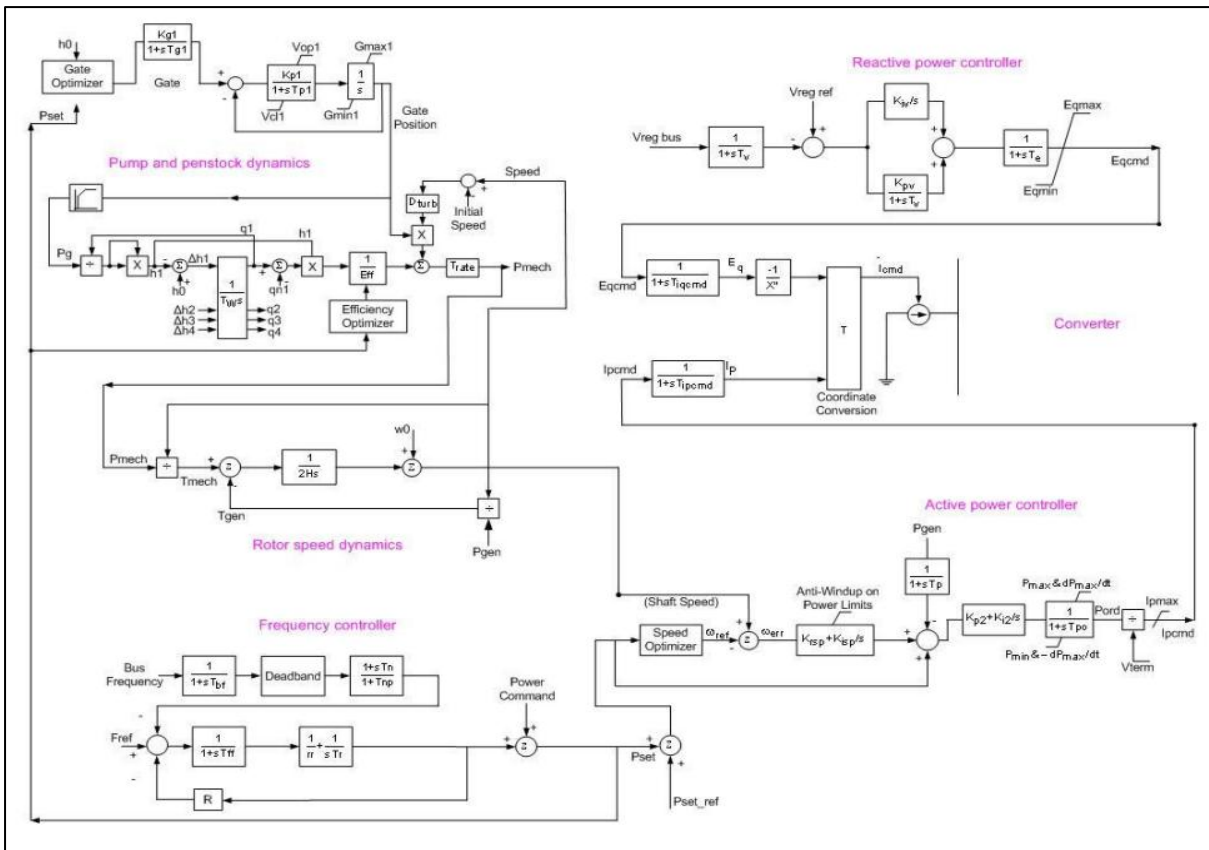 h0
Gate
Optimizer
Pset
Kg1
1+sTg1
Gate
+
-
Vop1
Kp1
1+sTp1
Vcl1
Gmax1
1
s
Gmin1
Gate
Position
Pump and penstock dynamics
Speed
+
-
Initial
Speed
Dturb
X
Pg
÷
X
h1
-
Σ
+
h0
Δh1
q1
1
TWs
Δh2
Δh3
Δh4
q2
q3
q4
+
Σ
-
qn1
h1
X
1
Eff
Efficiency
Optimizer
Σ
Trate
Pmech
Pmech
÷
Tmech
+
z
-
Tgen
1
2Hs
w0
+
z
÷
Pgen
Rotor speed dynamics
Frequency controller
Bus
Frequency
1
1+sTbf
Deadband
1+sTn
1+Tnp
-
Fref
+
-
1
1+sTff
1
rr
+
1
sTr
R
Power
Command
+
+
z
Pset
+
z
+
Pset_ref
Reactive power controller
Vreg ref
Vreg bus
1
1+sTv
-
+
Kiv/s
Kpv
1+sTv
+
+
1
1+sTe
Eqmax
Eqmin
Eqcmd
Eqcmd
1
1+sTiqcmd
Eq
-1
X"
T
Icmd
Converter
Ipcmd
1
1+sTipcmd
IP
Coordinate
Conversion
Active power controller
Pgen
1
1+sTp
(Shaft Speed)
Speed
Optimizer
ωref
+
z
-
ωerr
Anti-Windup on
Power Limits
Kisp/s
+
-
+
Kp2+Ki2/s
Pmax&dPmax/dt
1
1+sTpo
Pmin&-dPmax/dt
Pord
÷
Vterm
Ipmax
Ipcmd